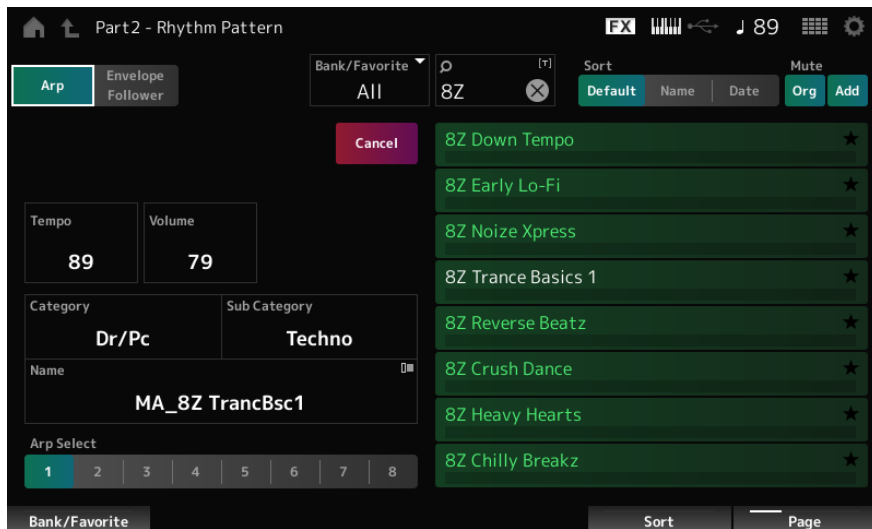 Part2 - Rhythm Pattern
FX
♩ 89
Arp
Envelope
Follower
Bank/Favorite
All
[T]
8Z
Sort
Default
Name
Date
Mute
Org
Add
Cancel
Tempo
89
Volume
79
Category
Dr/Pc
Sub Category
Techno
Name
MA_8Z TrancBsc1
Arp Select
1 2 3 4 5 6 7 8
8Z Down Tempo
8Z Early Lo-Fi
8Z Noize Xpress
8Z Trance Basics 1
8Z Reverse Beatz
8Z Crush Dance
8Z Heavy Hearts
8Z Chilly Breakz
Bank/Favorite
Sort
Page